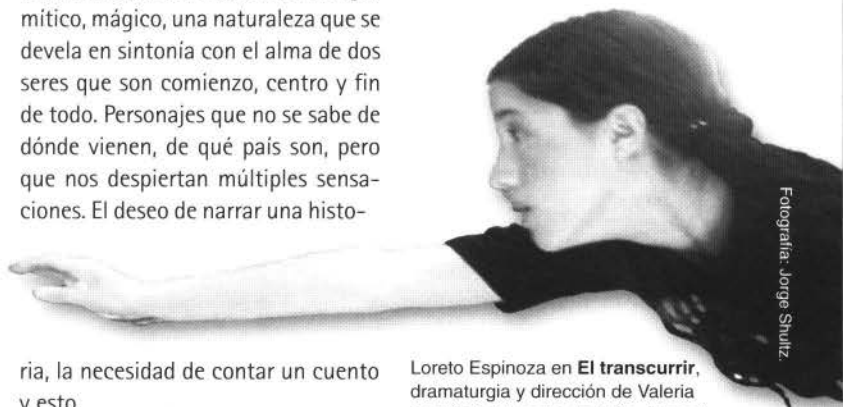 mítico, mágico, una naturaleza que se
devela en sintonía con el alma de dos
seres que son comienzo, centro y fin
de todo. Personajes que no se sabe de
dónde vienen, de qué país son, pero
que nos despiertan múltiples sensa-
ciones. El deseo de narrar una histo-
ria, la necesidad de contar un cuento
y esto
Fotografía: Jorge Shultz.
Loreto Espinoza en El transcurrir,
dramaturgia y dirección de Valeria